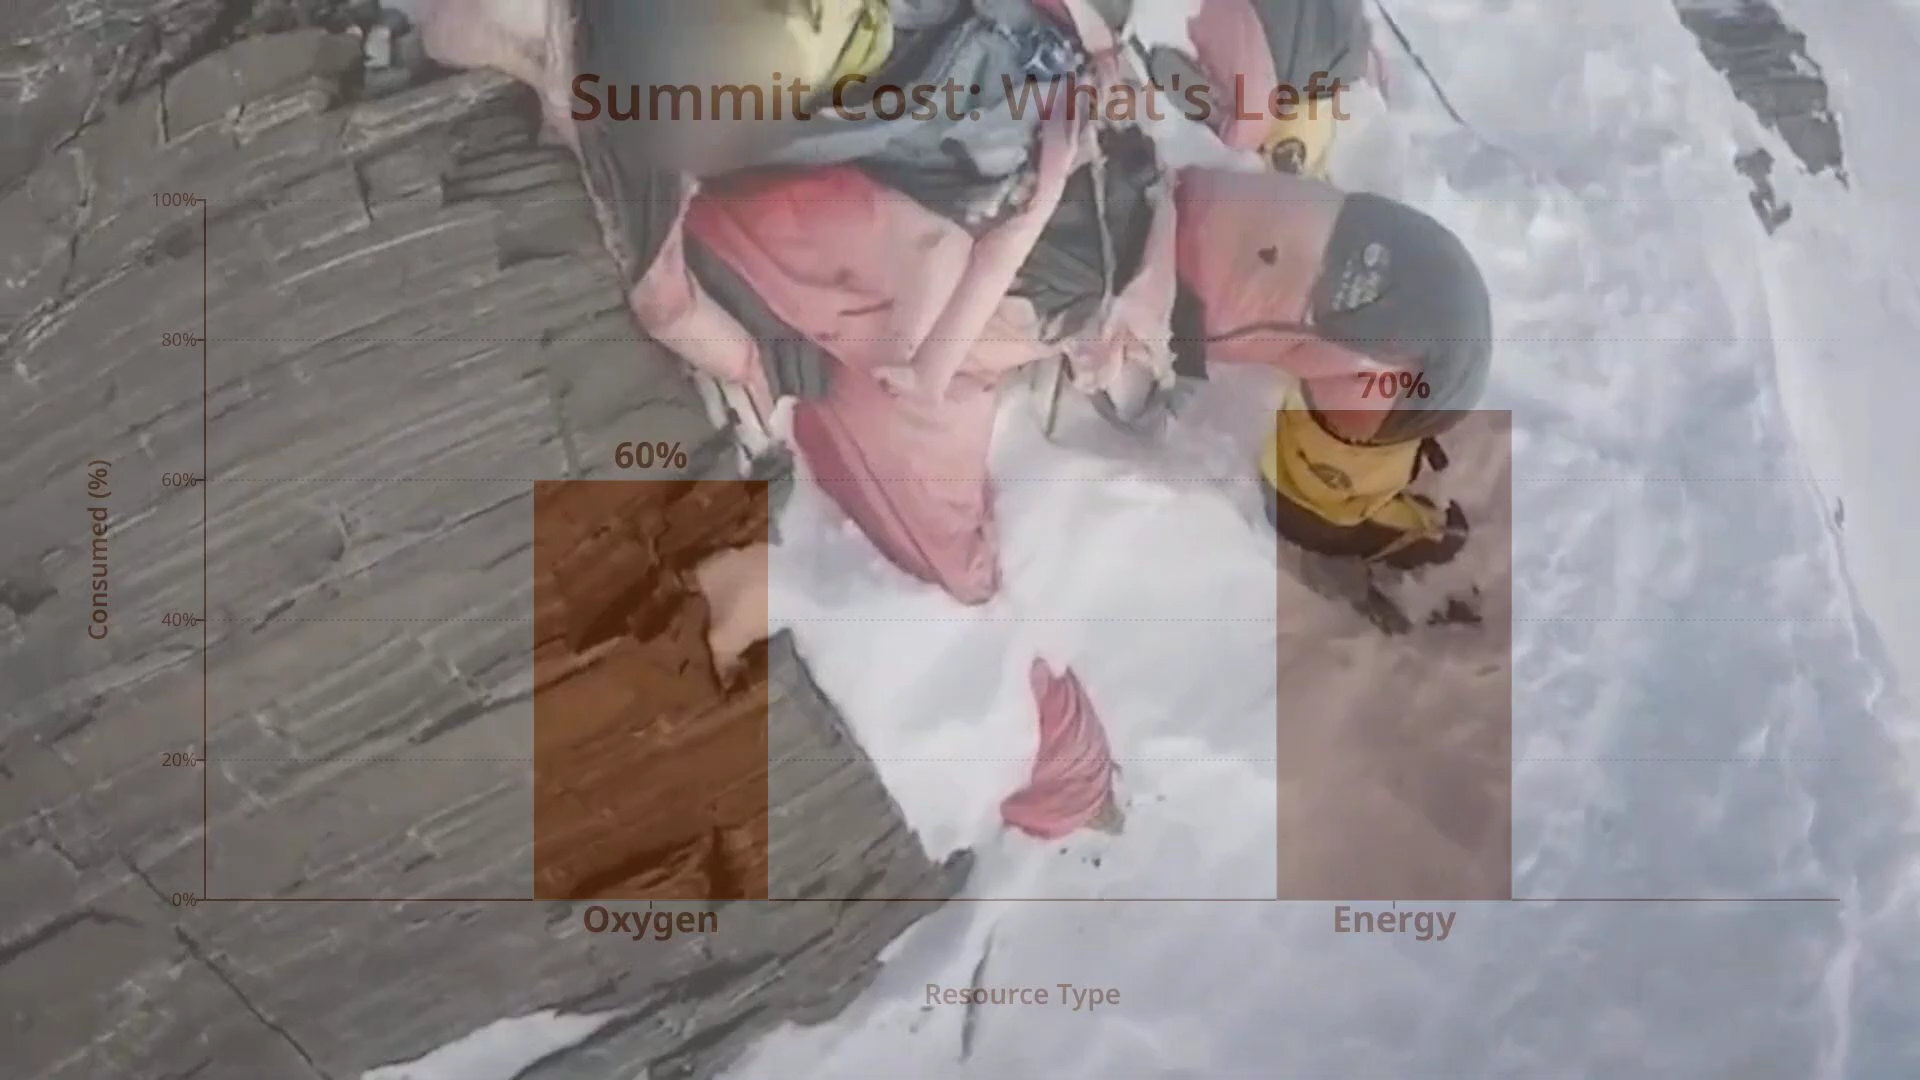 Summit Cost: What's Left
100%
80%
60%
40%
20%
0%
Consumed (%)
60%
70%
Oxygen
Energy
Resource Type